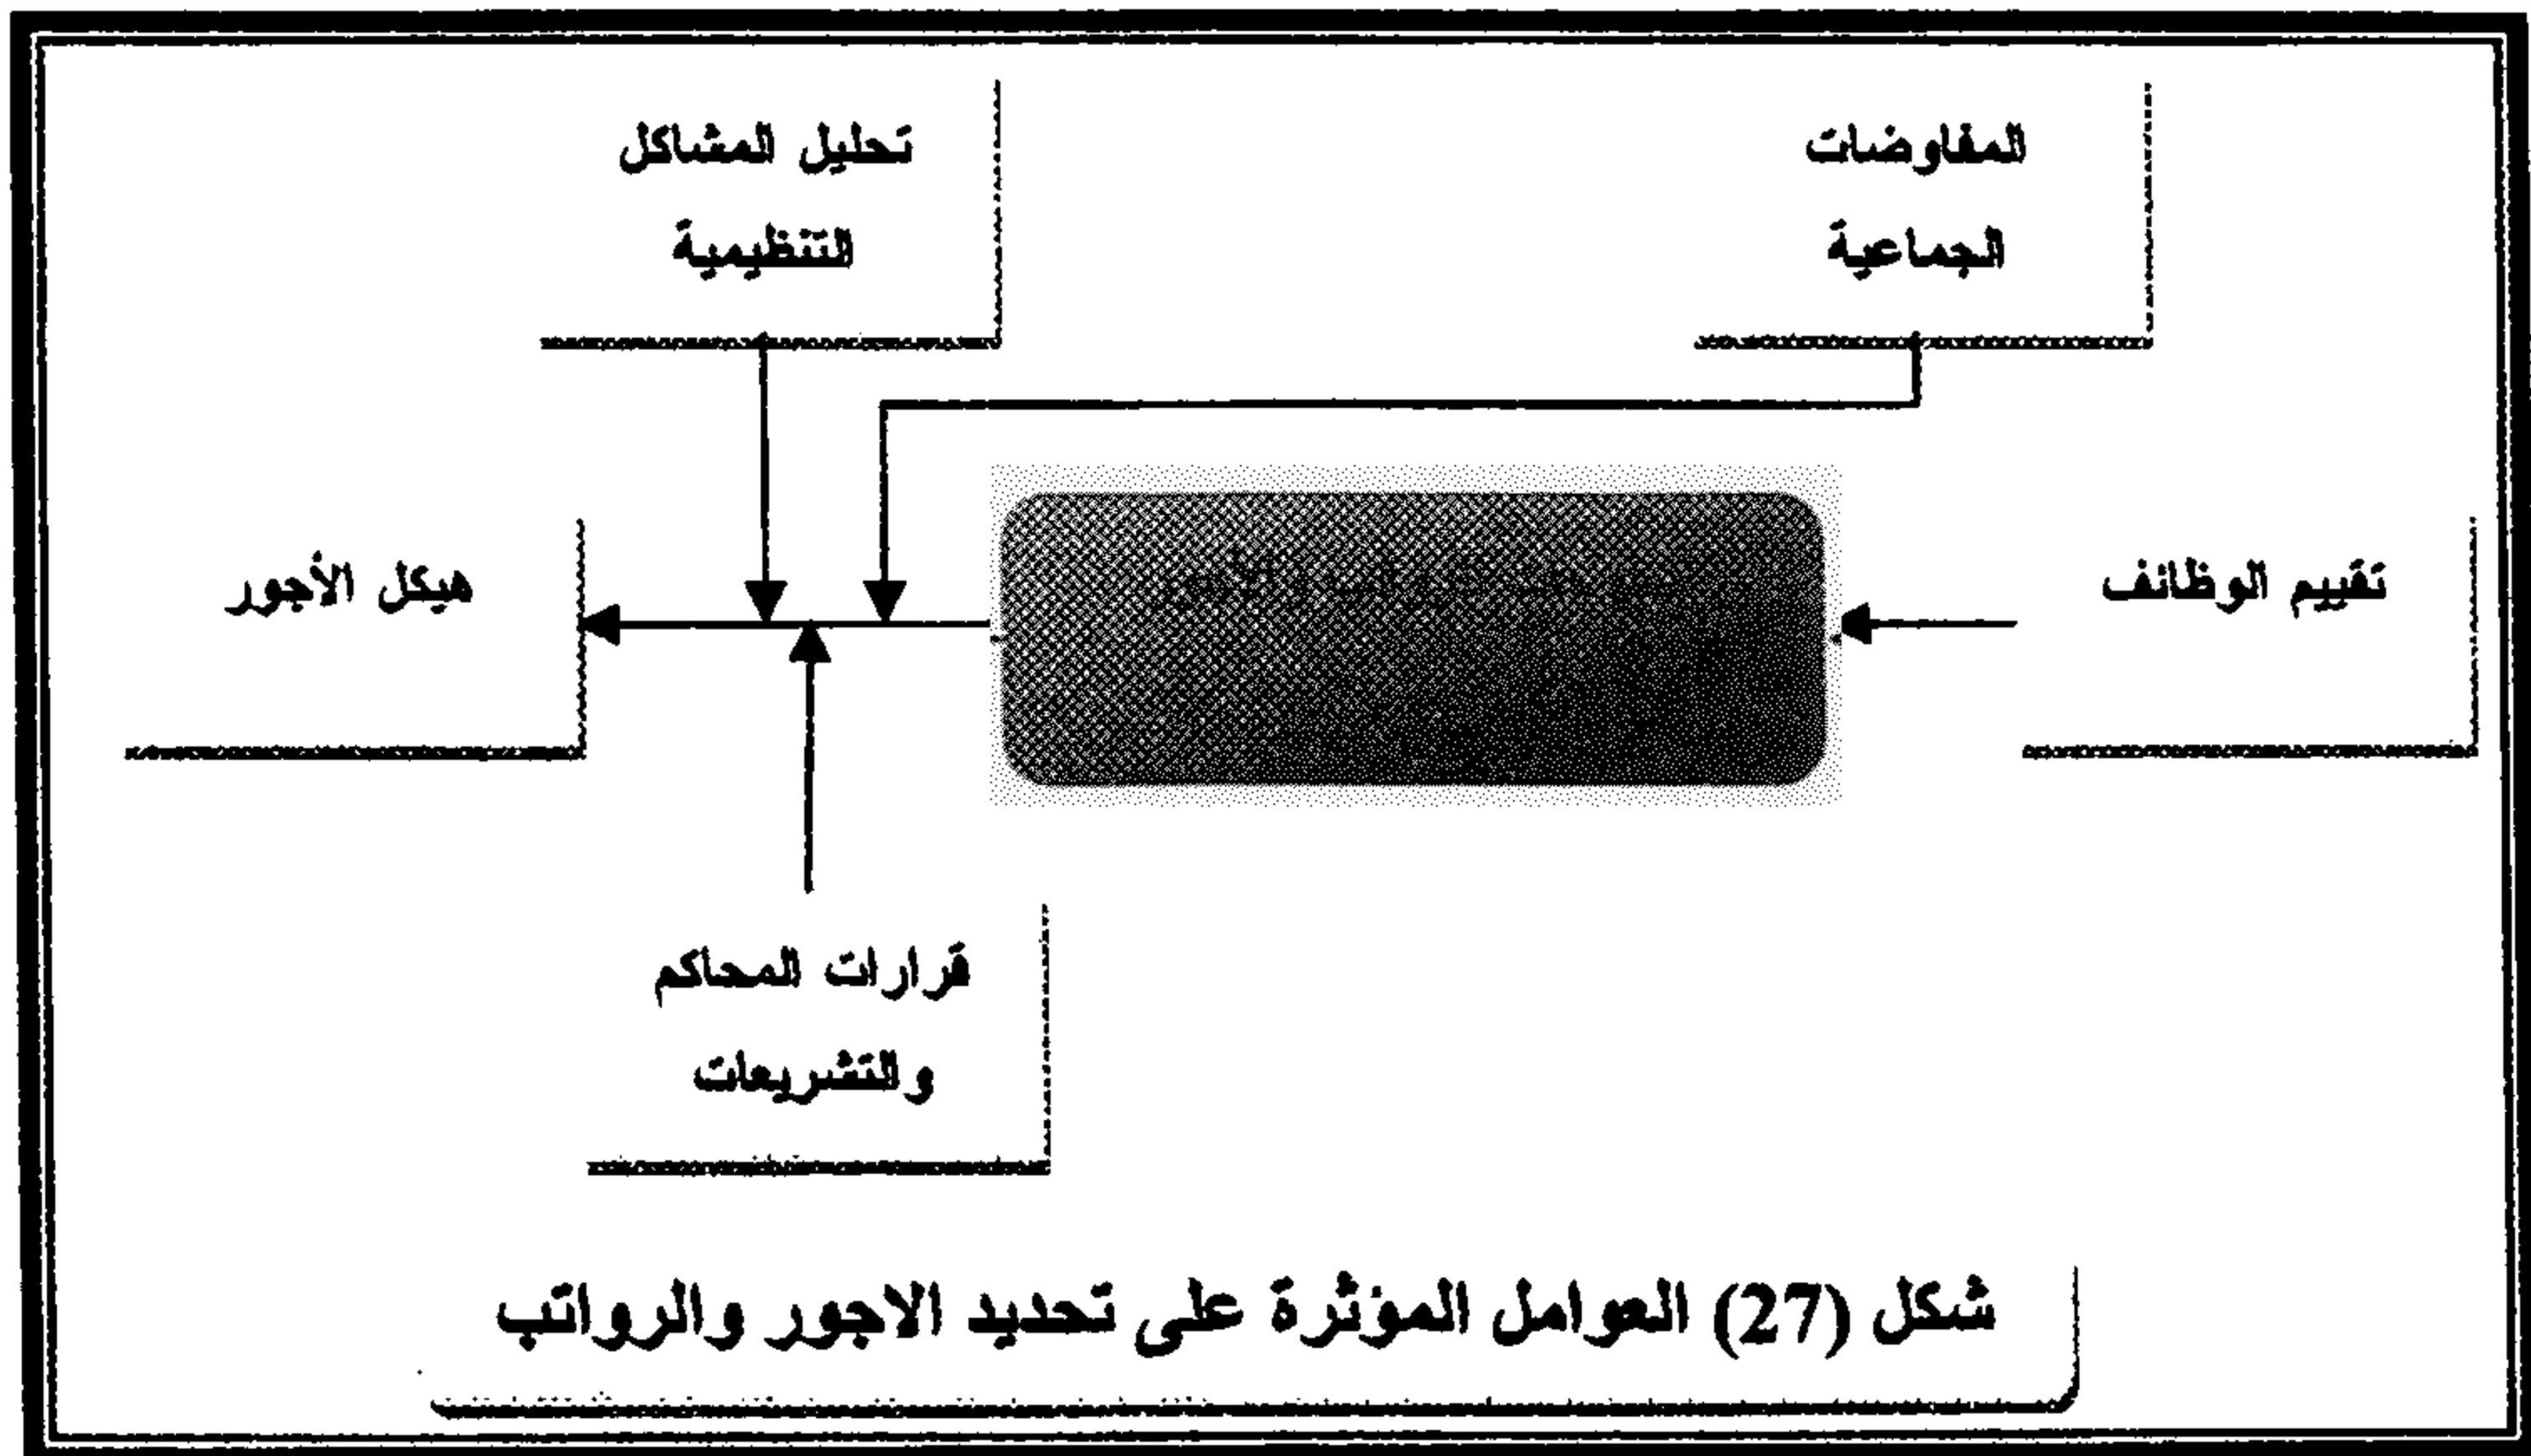 المفاوضات
الجماعية
تحليل المشاكل
التنظيمية
تقييم الوظائف
هيكل الأجور
قرارات المحاكم
والتشريعات
شكل (27) العوامل المؤثرة على تحديد الاجور والرواتب